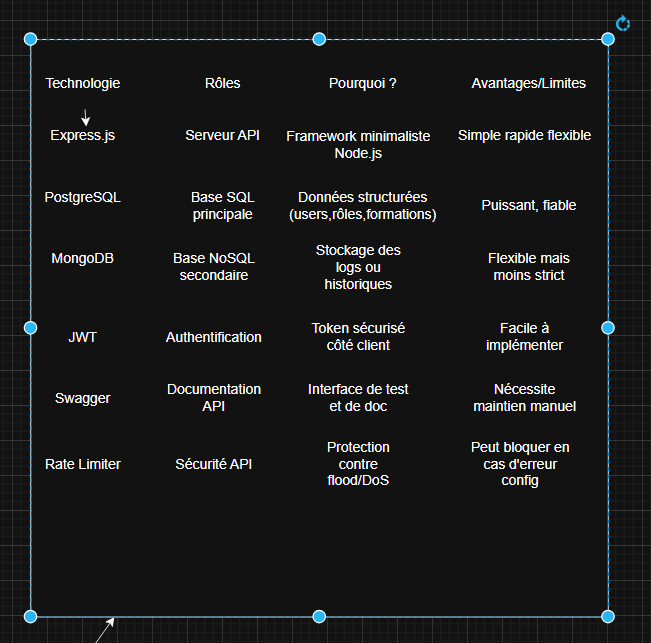 Technologie Rôles Pourquoi ? Avantages/Limites
Express.js Serveur API Framework minimaliste Simple rapide flexible
Node.js
PostgreSQL Base SQL Données structurées Puissant, fiable
principale (users,rôles,formations)
MongoDB Base NoSQL Stockage des Flexible mais
secondaire logs ou moins strict
historiques
JWT Authentification Token sécurisé Facile à
côté client implémenter
Swagger Documentation Interface de test Nécessite
API et de doc maintien manuel
Rate Limiter Sécurité API Protection Peut bloquer en
contre cas d'erreur
flood/DoS config